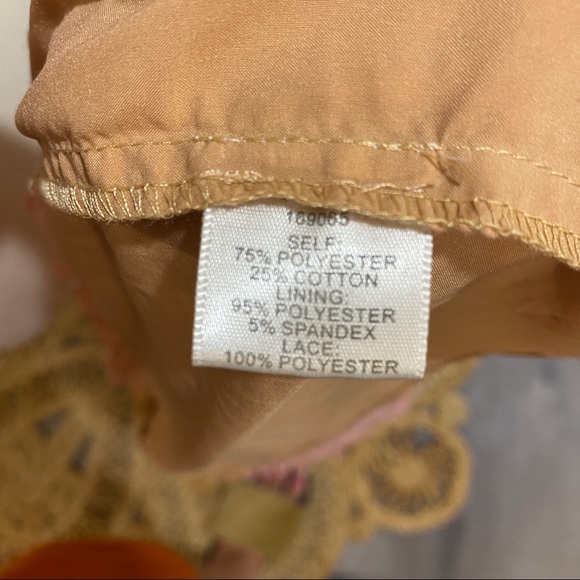 169065
SELF:
75% POLYESTER
25% COTTON
LINING:
95% POLYESTER
5% SPANDEX
LACE:
100% POLYESTER